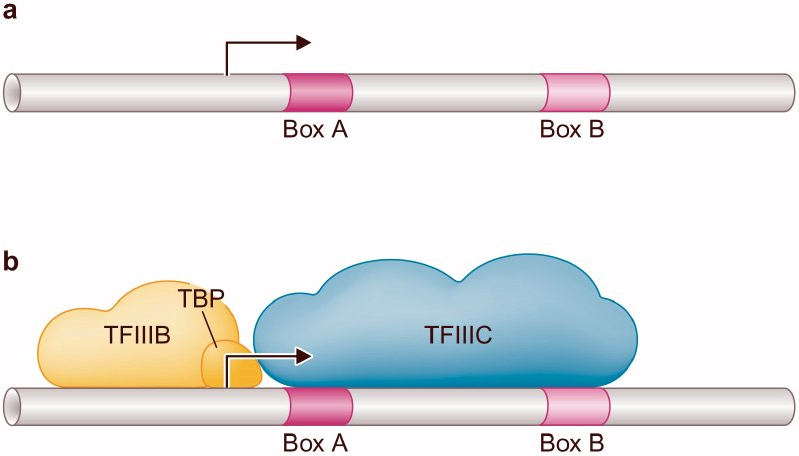 a
Box A
Box B
b
TBP
TFIIIB
TFIIIC
Box A
Box B